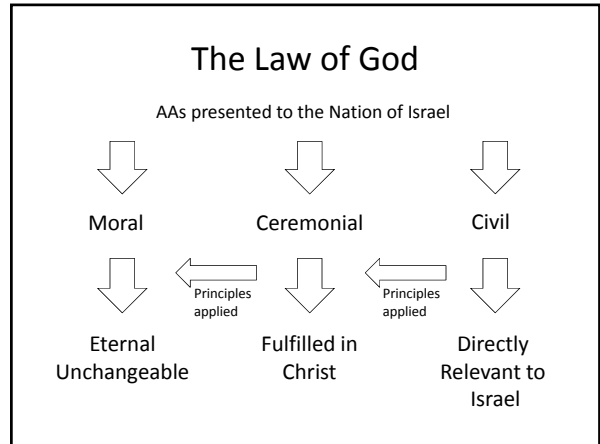 The Law of God
AAs presented to the Nation of Israel
Moral
Ceremonial
Civil
Principles
applied
Principles
applied
Eternal
Unchangeable
Fulfilled in
Christ
Directly
Relevant to
Israel